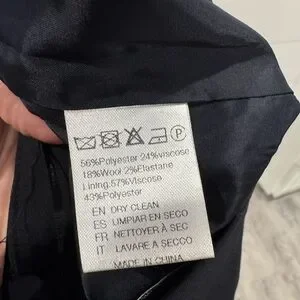 P
56%Polyester 24%viscose
18%Wool 2%Elastane
Lining:57%Viscose
43%Polyester
EN DRY CLEAN
ES LIMPIAR EN SECO
FR NETTOYER À SEC
IT LAVARE A SECCO
MADE IN CHINA